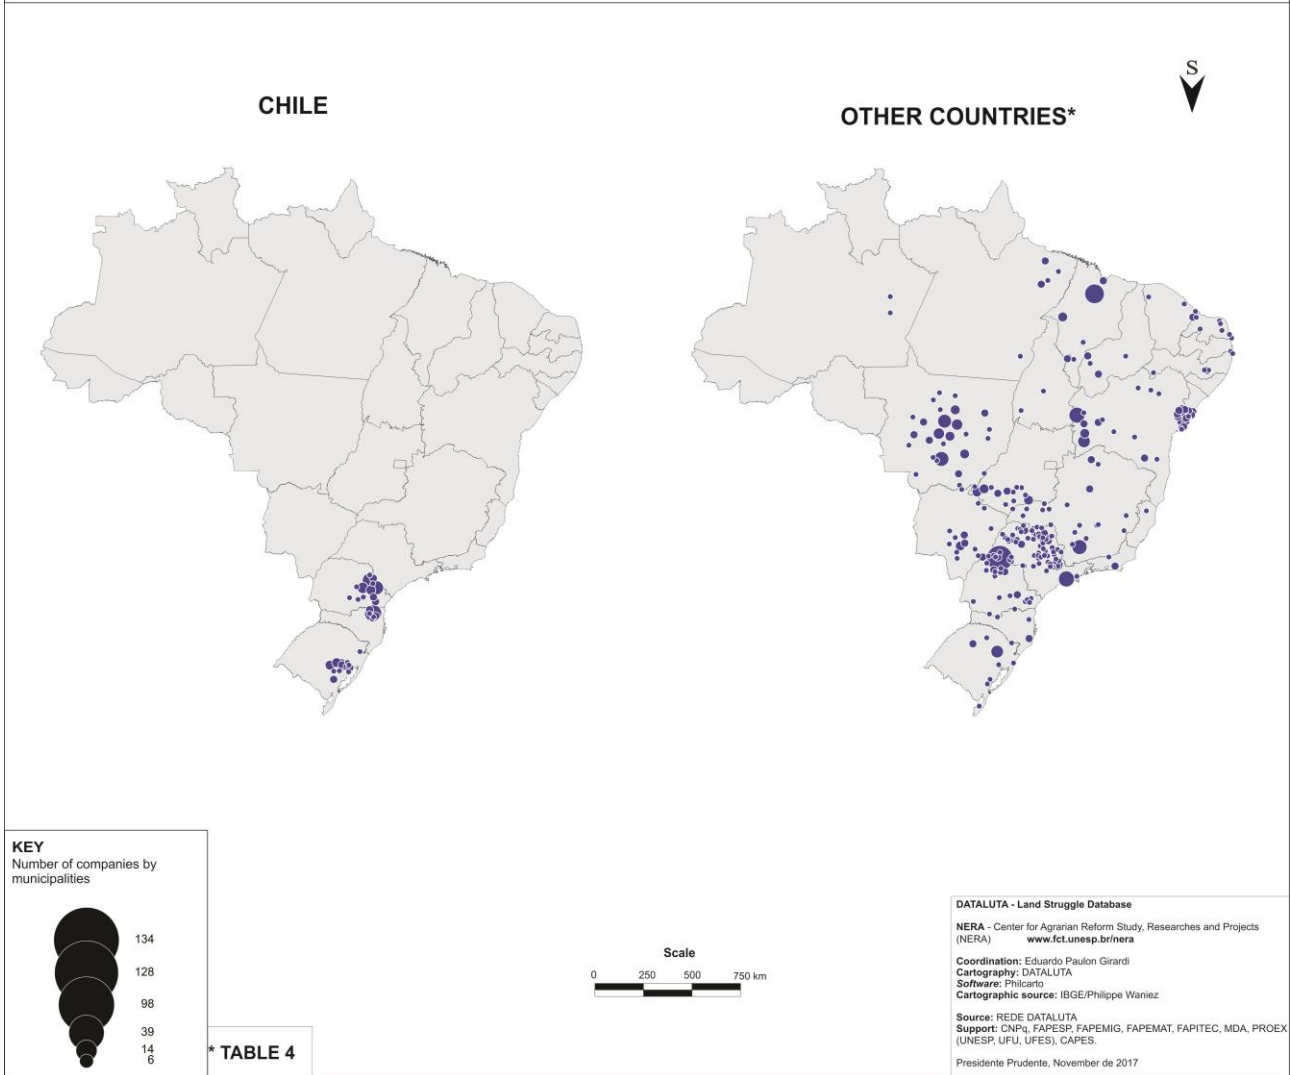 CHILE
OTHER COUNTRIES*
S
KEY
Number of companies by
municipalities
134
128
98
39
14
6
* TABLE 4
Scale
0 250 500 750 km
DATALUTA - Land Struggle Database
NERA - Center for Agrarian Reform Study, Researches and Projects
(NERA) www.fct.unesp.br/nera
Coordination: Eduardo Paulon Girardi
Cartography: DATALUTA
Software: Philcarto
Cartographic source: IBGE/Philippe Waniez
Source: REDE DATALUTA
Support: CNPq, FAPESP, FAPEMIG, FAPEMAT, FAPITEC, MDA, PROEX
(UNESP, UFU, UFES), CAPES.
Presidente Prudente, November de 2017